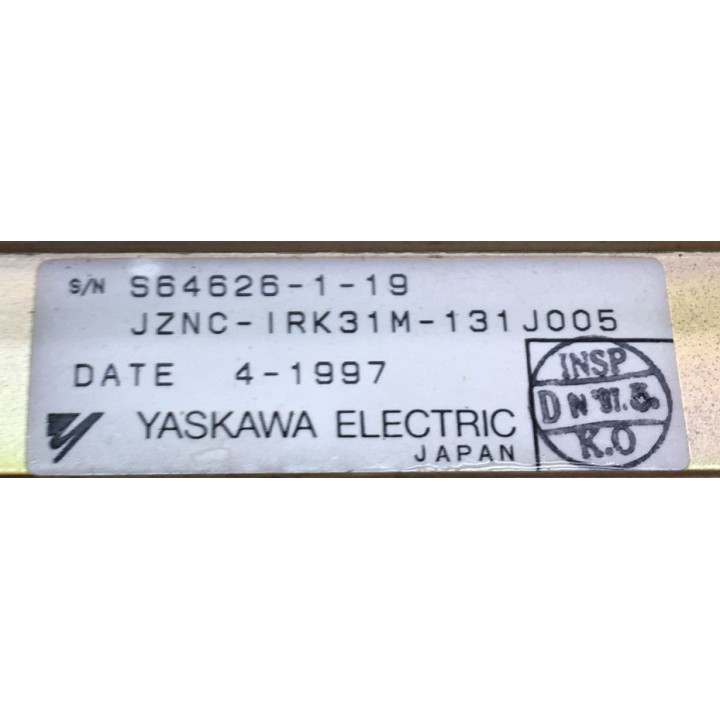 S/N S64626-1-19
JZNC-IRK31M-131J005
DATE 4-1997
YASKAWA ELECTRIC
JAPAN
INSP
D N '97.5.
K.O